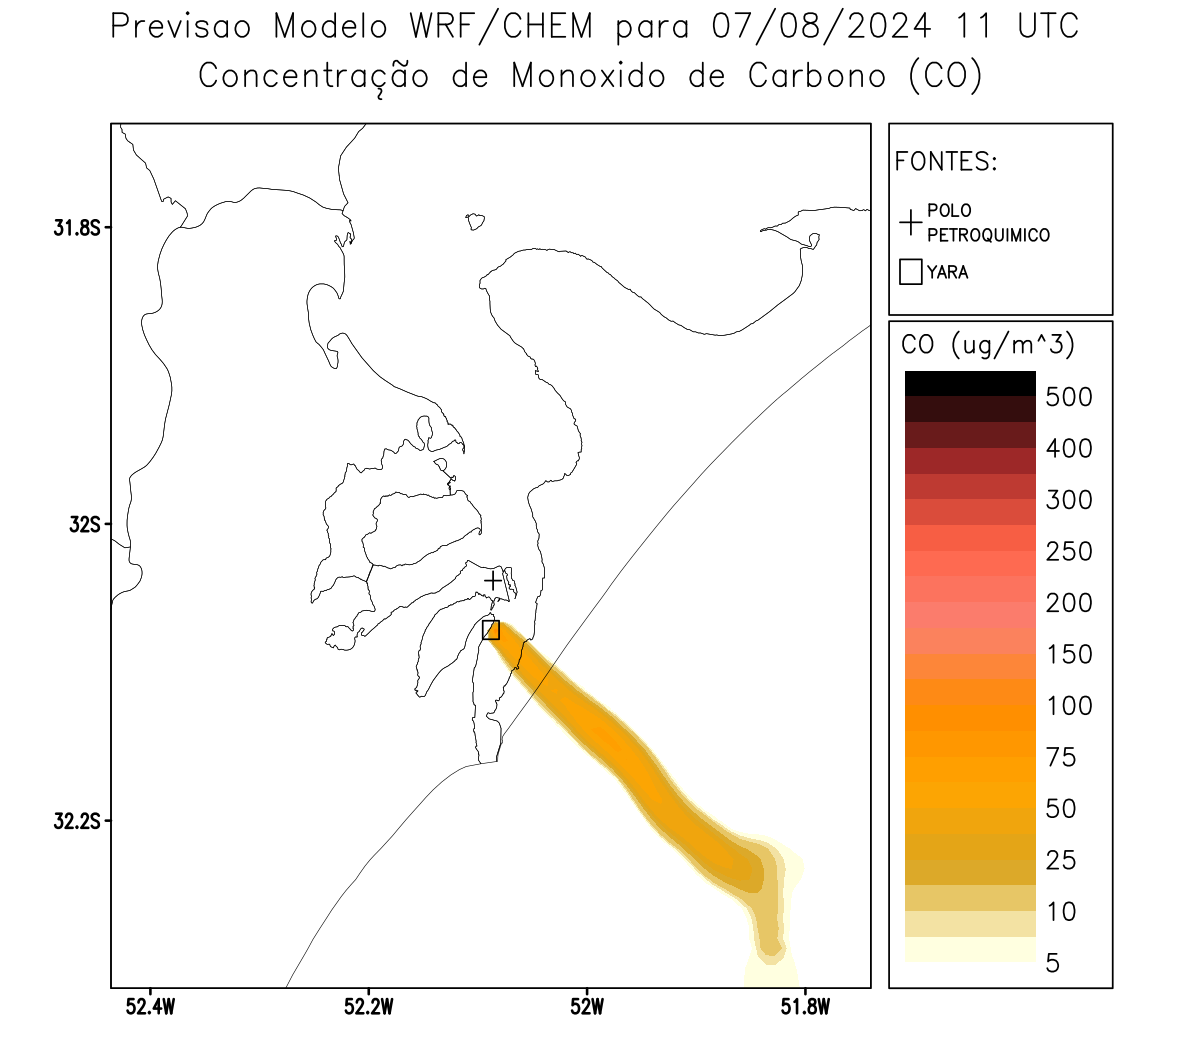 Previsao Modelo WRF/CHEM para 07/08/2024 11 UTC
Concentração de Monoxido de Carbono (CO)
FONTES:
POLO
PETROQUIMICO
YARA
CO (ug/m^3)
500
400
300
250
200
150
100
75
50
25
10
5
31.8S
32S
32.2S
52.4W
52.2W
52W
51.8W